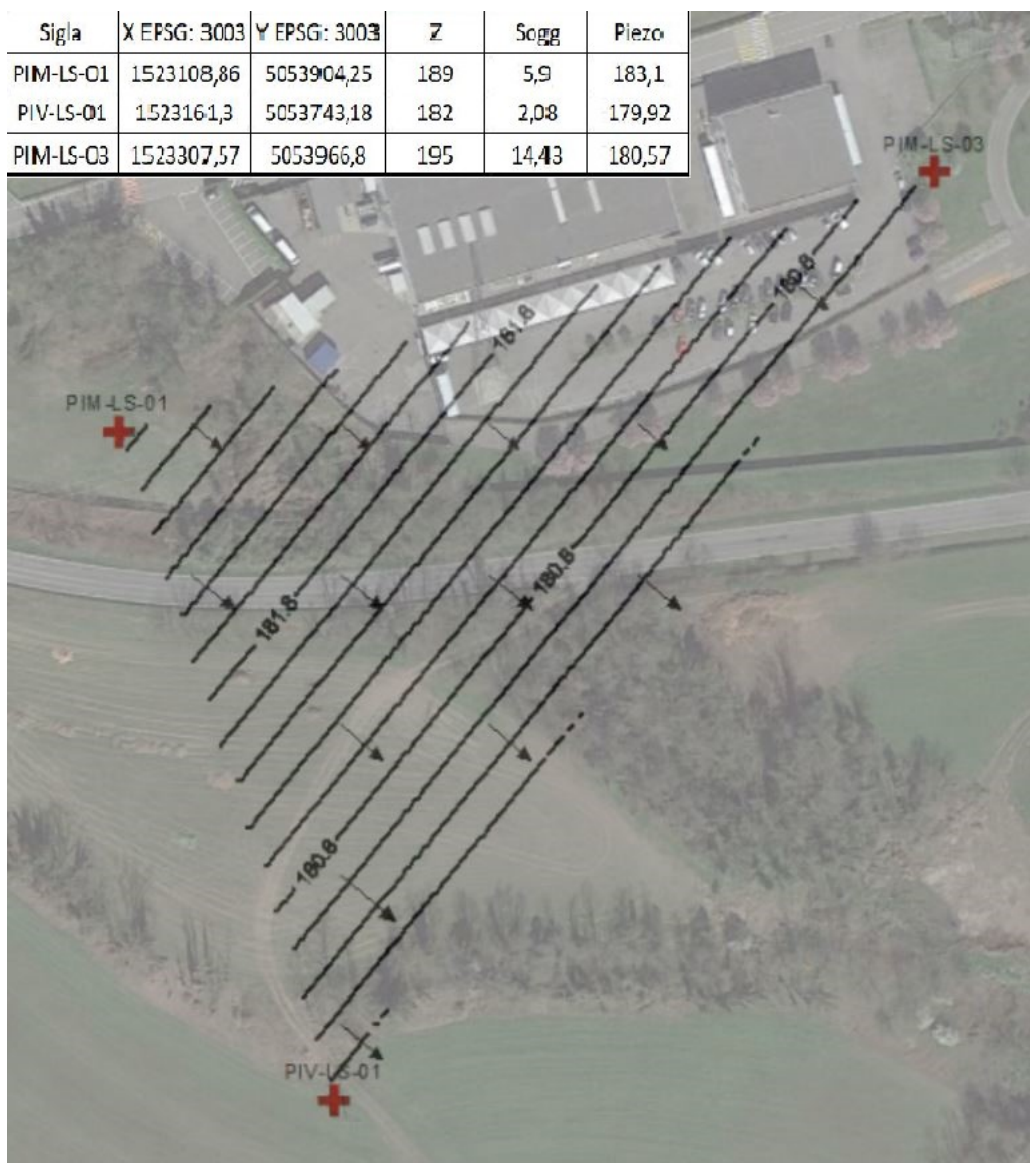 Sigla X EPSG: 3003 Y EPSG: 3003 Z Sogg Piezo
PIM-LS-01 1523108,86 5053904,25 189 5,9 183,1
PIV-LS-01 1523161,3 5053743,18 182 2,08 179,92
PIM-LS-03 1523307,57 5053966,8 195 14,43 180,57
PIM-LS-03
180.8
181.8
PIM-LS-01
180.8
181.8
180.8
PIV-LS-01